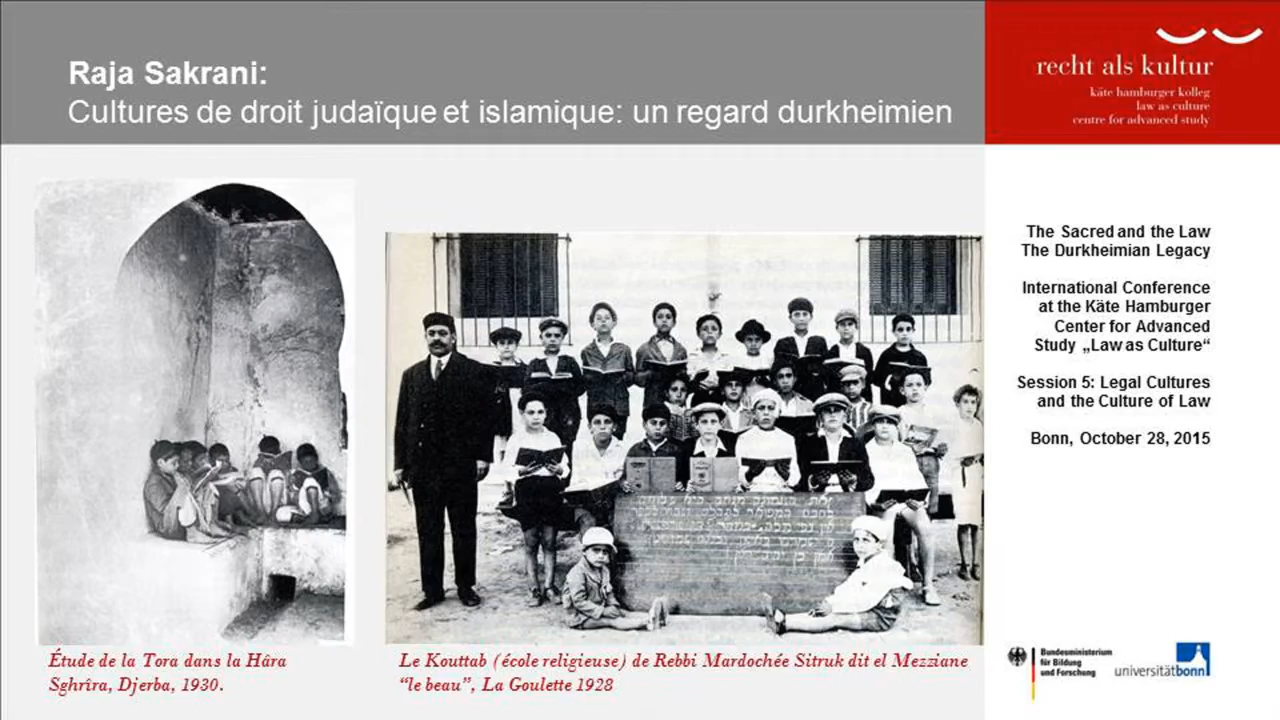 Raja Sakrani:
Cultures de droit judaïque et islamique: un regard durkheimien
recht als kultur
käte hamburger kolleg
law as culture
centre for advanced study
The Sacred and the Law
The Durkheimian Legacy
International Conference
at the Käte Hamburger
Center for Advanced
Study „Law as Culture“
Session 5: Legal Cultures
and the Culture of Law
Bonn, October 28, 2015
Étude de la Tora dans la Hâra
Sghrîra, Djerba, 1930.
Le Kouttab (école religieuse) de Rebbi Mardochée Sitruk dit el Mezziane
“le beau”, La Goulette 1928
Bundesministerium
für Bildung
und Forschung
universitätbonn